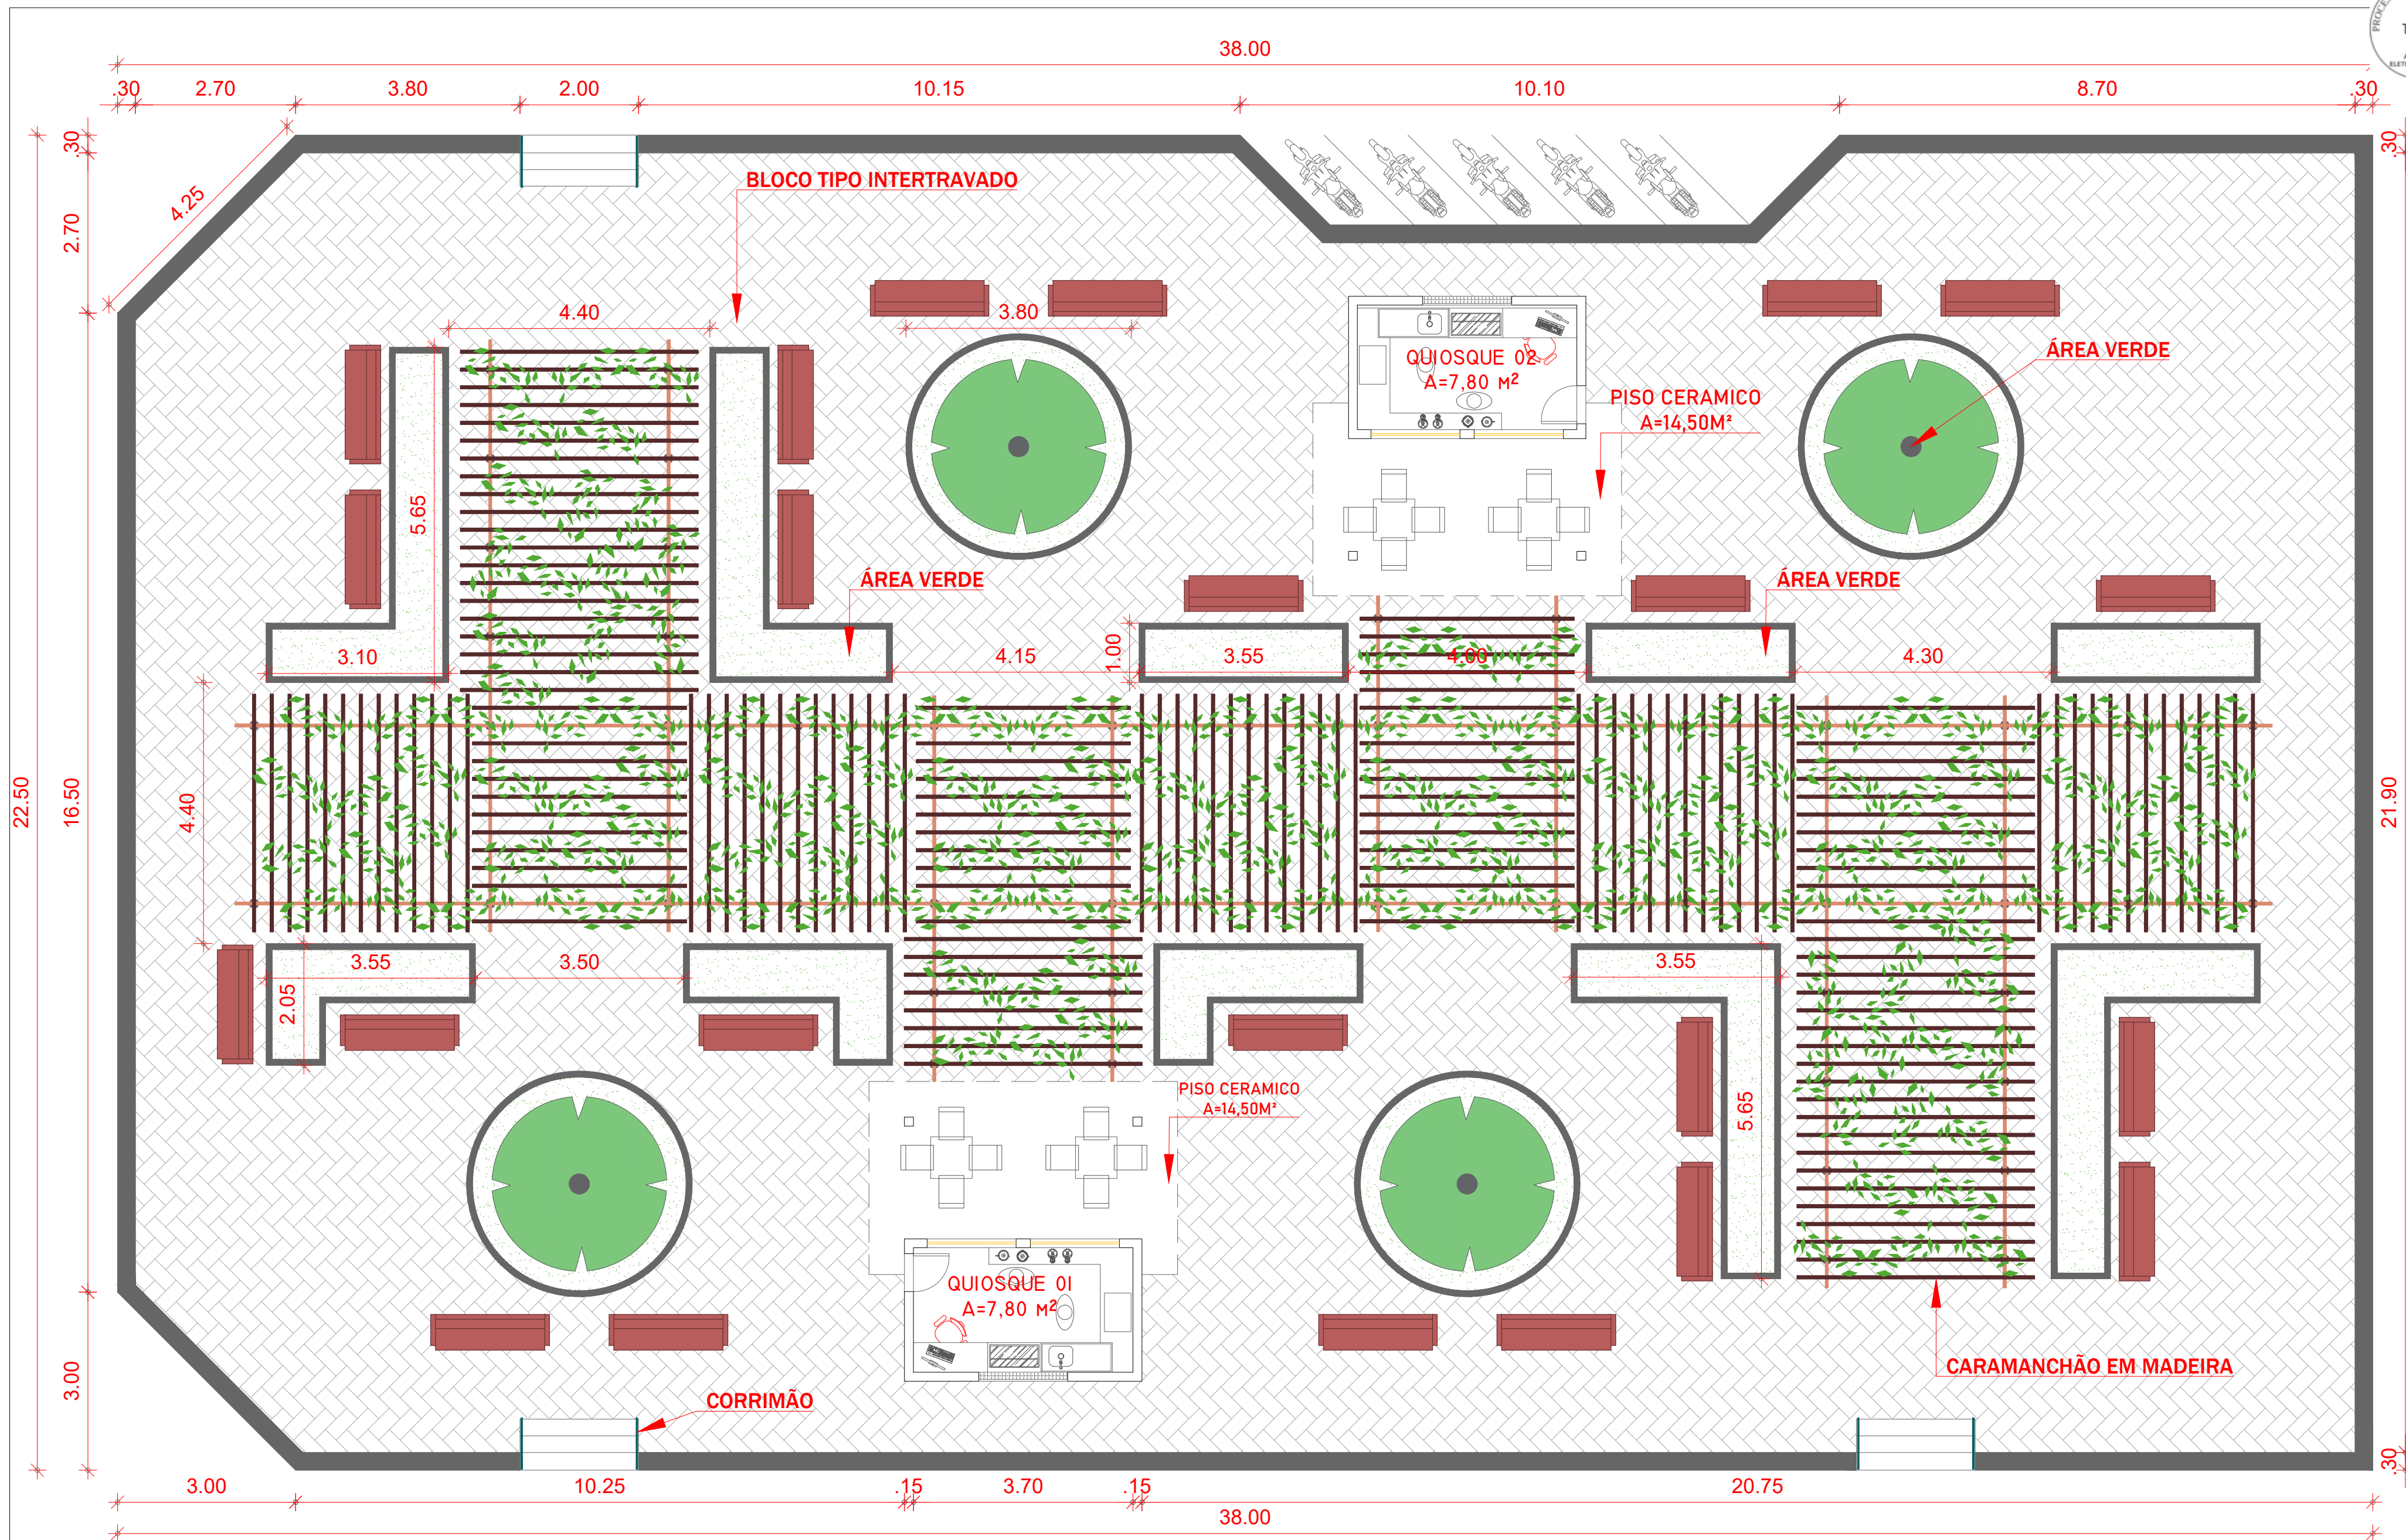 PROCE
ELET
38.00
.30
2.70
3.80
2.00
10.15
10.10
8.70
.30
.30
.30
4.25
2.70
BLOCO TIPO INTERTRAVADO
4.40
3.80
ÁREA VERDE
QUIOSQUE 02
A=7,80 M²
PISO CERAMICO
A=14,50M²
5.65
ÁREA VERDE
ÁREA VERDE
3.10
4.15
1.00
3.55
4.00
4.30
22.50
16.50
4.40
21.90
3.55
3.50
3.55
2.05
PISO CERAMICO
A=14,50M²
5.65
QUIOSQUE 01
A=7,80 M²
3.00
CARAMANCHÃO EM MADEIRA
CORRIMÃO
.30
3.00
10.25
.15
3.70
.15
20.75
38.00